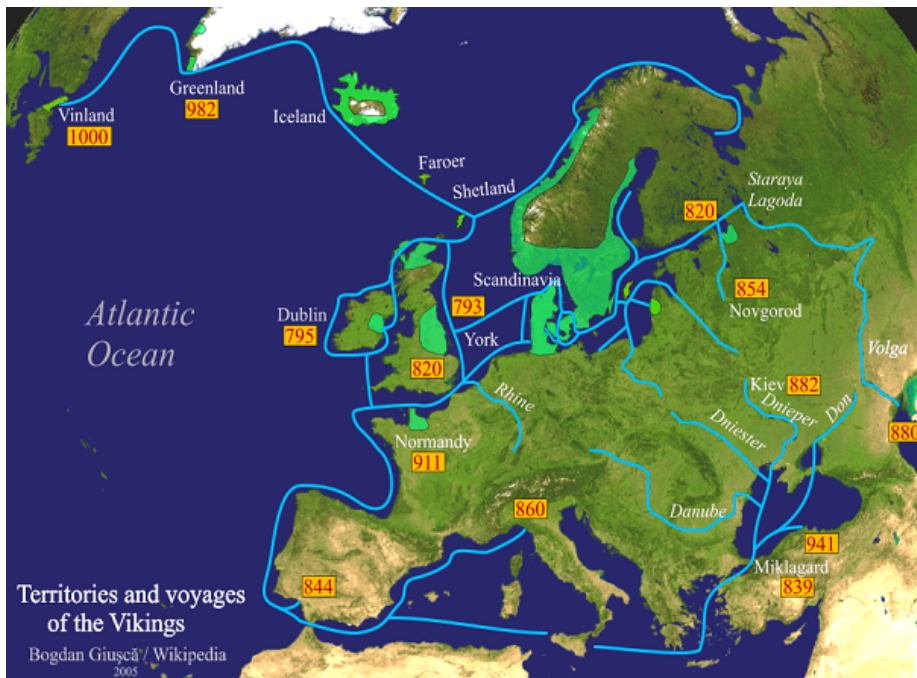 Greenland
982
Vinland
1000
Iceland
Faroer
Shetland
Staraya
Lagoda
820
Scandinavia
854
Novgorod
Dublin
795
793
York
Atlantic
Ocean
Volga
820
Rhine
Kiev 882
Dnieper
Don
Dniester
880
Normandy
911
Danube
860
941
Miklagard
839
844
Territories and voyages
of the Vikings
Bogdan Giuşcă / Wikipedia
2005